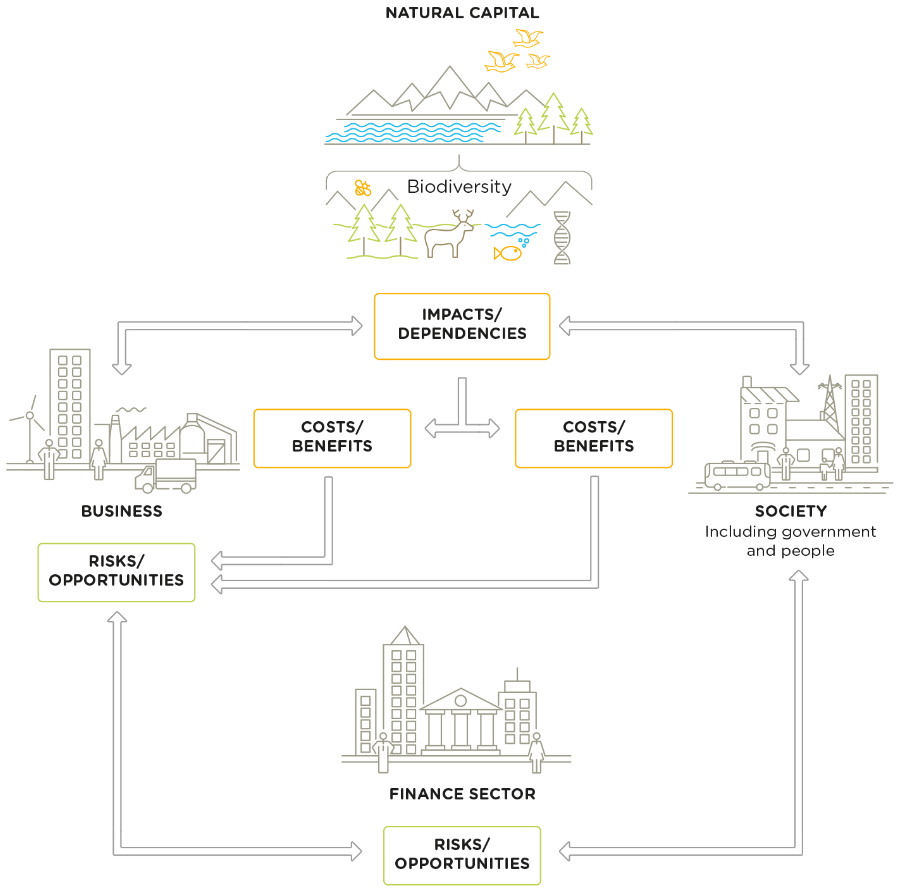 NATURAL CAPITAL
Biodiversity
IMPACTS/
DEPENDENCIES
COSTS/
BENEFITS
COSTS/
BENEFITS
BUSINESS
SOCIETY
Including government
and people
RISKS/
OPPORTUNITIES
FINANCE SECTOR
RISKS/
OPPORTUNITIES